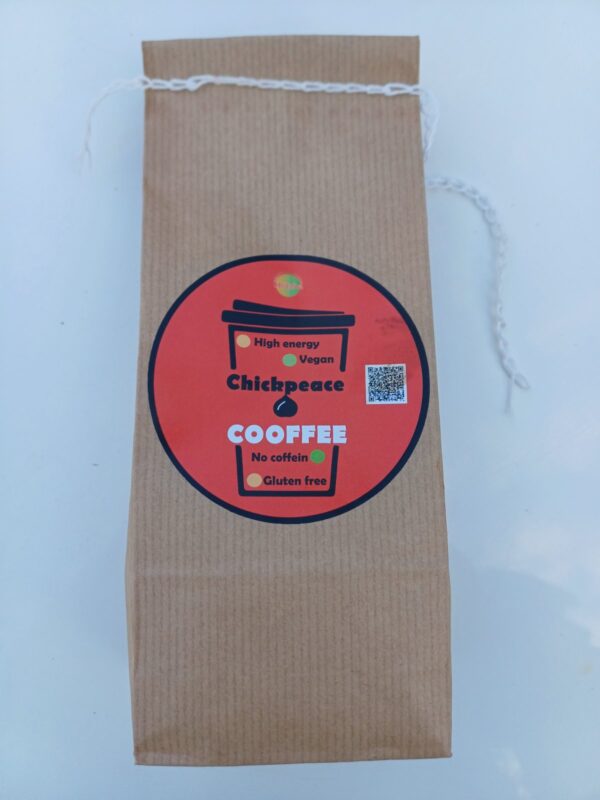 High energy
Vegan
Chickpeace
COOFFEE
No coffein
Gluten free